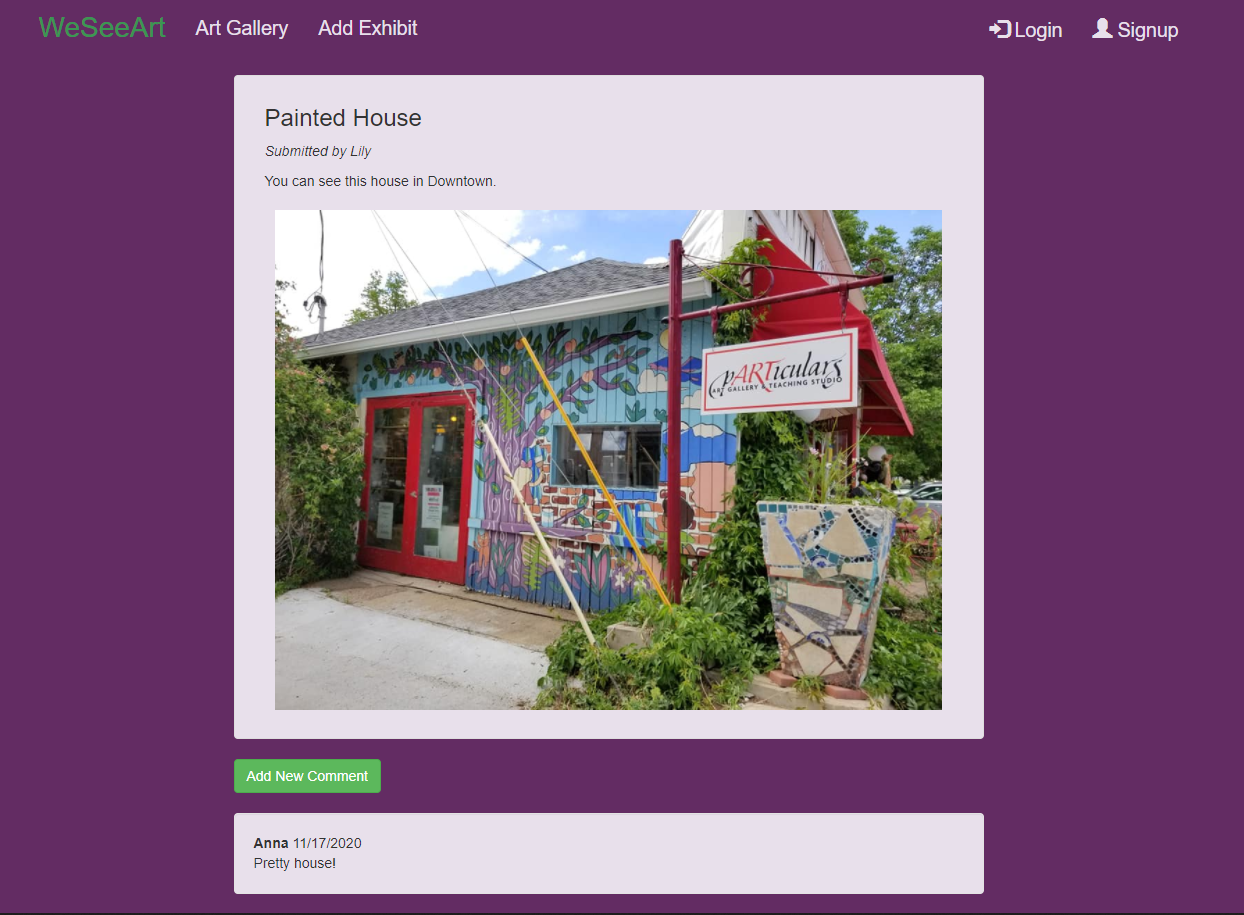 WeSeeArt Art Gallery Add Exhibit Login Signup
Painted House
Submitted by Lily
You can see this house in Downtown.
pARTiculars
ART GALLERY & TEACHING STUDIO
Add New Comment
Anna 11/17/2020
Pretty house!